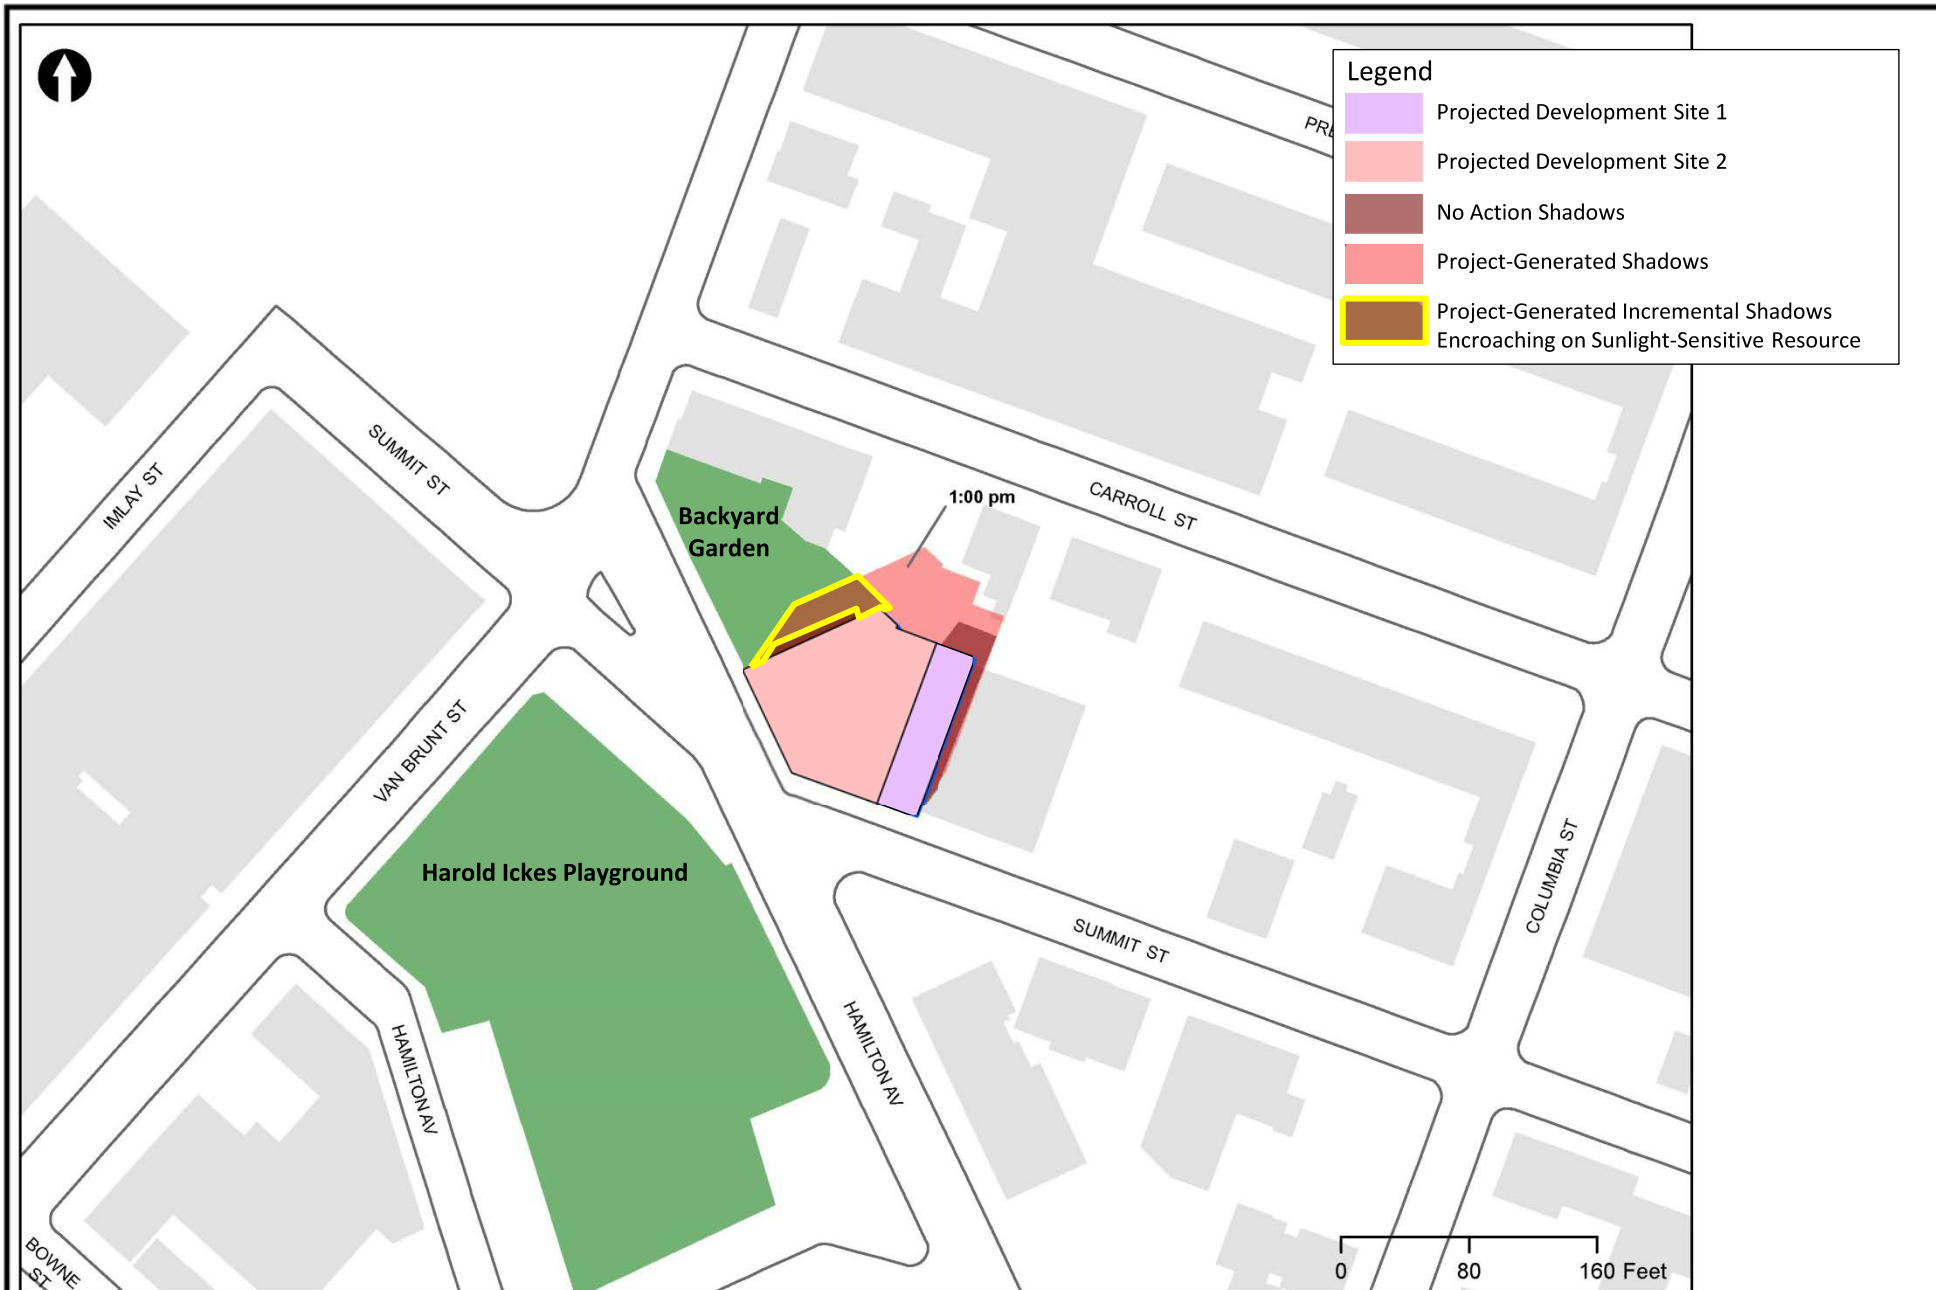 Legend
Projected Development Site 1
Projected Development Site 2
No Action Shadows
Project-Generated Shadows
Project-Generated Incremental Shadows
Encroaching on Sunlight-Sensitive Resource
SUMMIT ST
IMLAY ST
1:00 pm
CARROLL ST
Backyard
Garden
VAN BRUNT ST
Harold Ickes Playground
COLUMBIA ST
SUMMIT ST
HAMILTON AV
HAMILTON AV
BOWNE
ST
0 80 160 Feet